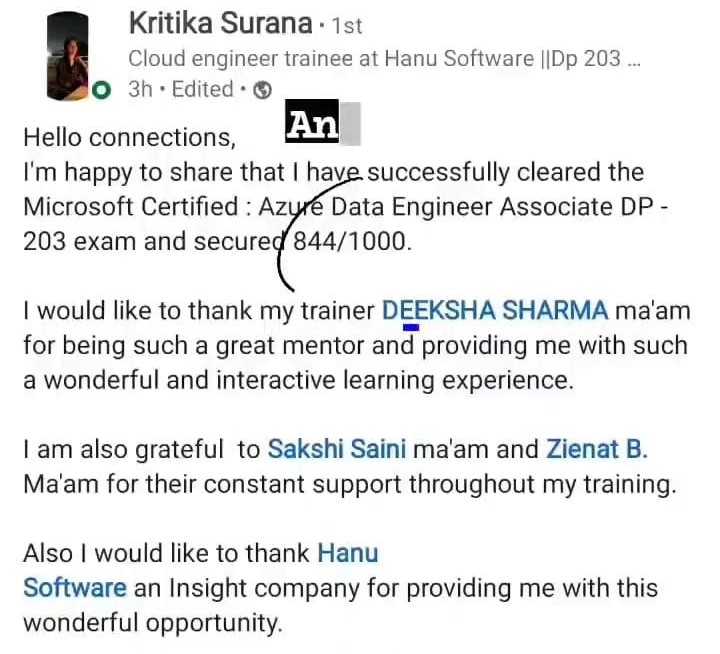 Kritika Surana · 1st
Cloud engineer trainee at Hanu Software ||Dp 203 ...
3h • Edited •
An
Hello connections,
I'm happy to share that I have successfully cleared the
Microsoft Certified : Azure Data Engineer Associate DP -
203 exam and secured 844/1000.
I would like to thank my trainer DEEKSHA SHARMA ma'am
for being such a great mentor and providing me with such
a wonderful and interactive learning experience.
I am also grateful  to Sakshi Saini ma'am and Zienat B.
Ma'am for their constant support throughout my training.
Also I would like to thank Hanu
Software an Insight company for providing me with this
wonderful opportunity.